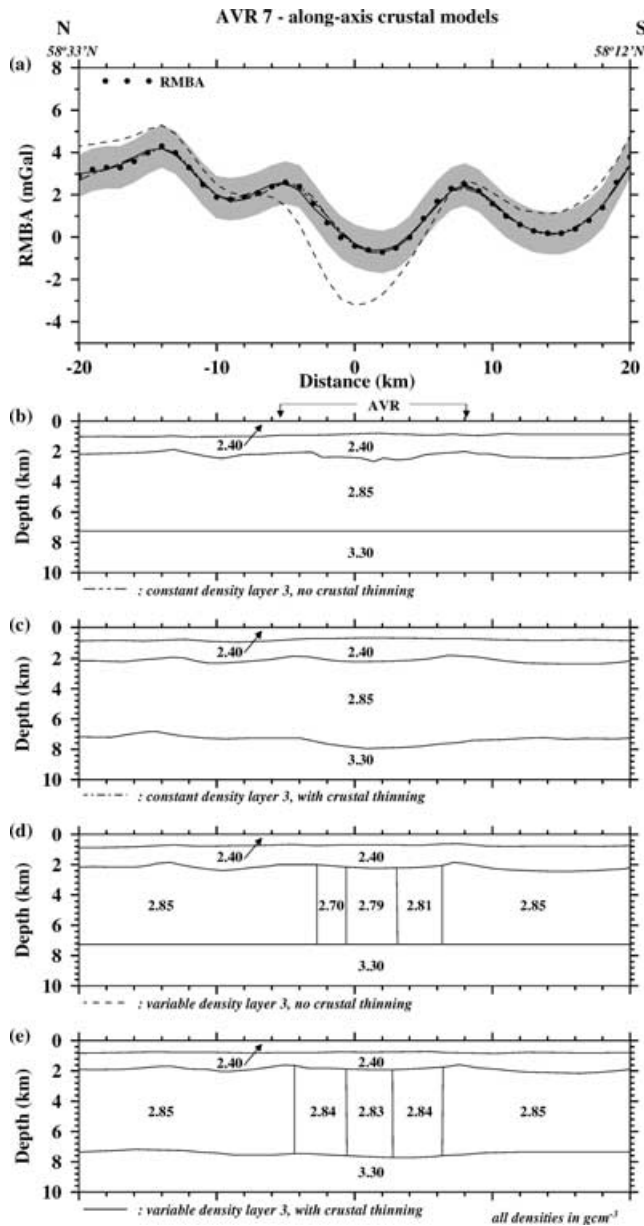 AVR 7 - along-axis crustal models
N S
58°33'N 58°12'N
(a)
RMBA
RMBA (mGal)
8
6
4
2
0
-2
-4
-20 -10 0 10 20
Distance (km)
AVR
(b)
Depth (km)
0
2
4
6
8
10
2.40 2.40
2.85
3.30
: constant density layer 3, no crustal thinning
(c)
Depth (km)
0
2
4
6
8
10
2.40 2.40
2.85
3.30
: constant density layer 3, with crustal thinning
(d)
Depth (km)
0
2
4
6
8
10
2.40 2.40
2.85 2.70 2.79 2.81 2.85
3.30
: variable density layer 3, no crustal thinning
(e)
Depth (km)
0
2
4
6
8
10
2.40 2.40
2.85 2.84 2.83 2.84 2.85
3.30
: variable density layer 3, with crustal thinning
all densities in gcm⁻³